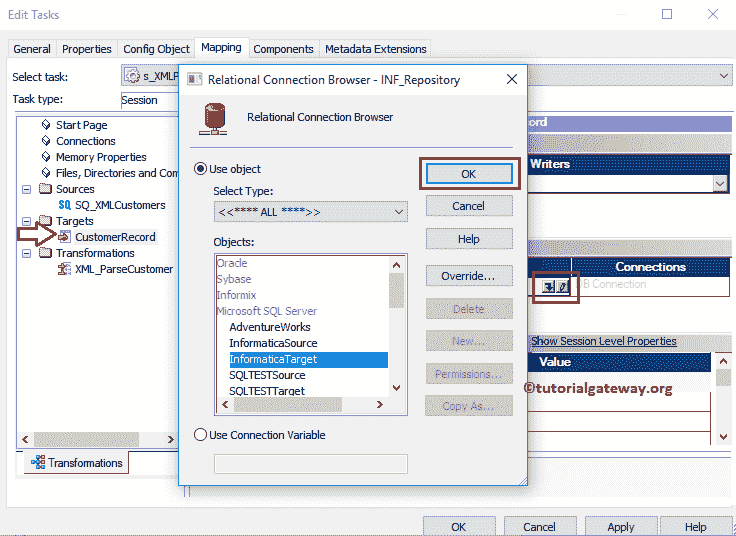 Edit Tasks
General
Properties
Config Object
Mapping
Components
Metadata Extensions
Select task:
s_XMLP
Task type:
Session
Start Page
Connections
Memory Properties
Files, Directories and Com
Sources
SQ_XMLCustomers
Targets
CustomerRecord
Transformations
XML_ParseCustomer
Transformations
Relational Connection Browser - INF_Repository
Relational Connection Browser
Use object
Select Type:
<<**** ALL ****>>
Objects:
Oracle
Sybase
Informix
Microsoft SQL Server
AdventureWorks
InformaticaSource
InformaticaTarget
SQLTESTSource
SQLTESTTarget
Use Connection Variable
OK
Cancel
Help
Override...
Delete
New...
Permissions...
Copy As...
ord
Writers
Connections
DB Connection
Show Session Level Properties
Value
©tutorialgateway.org
OK
Cancel
Apply
Help